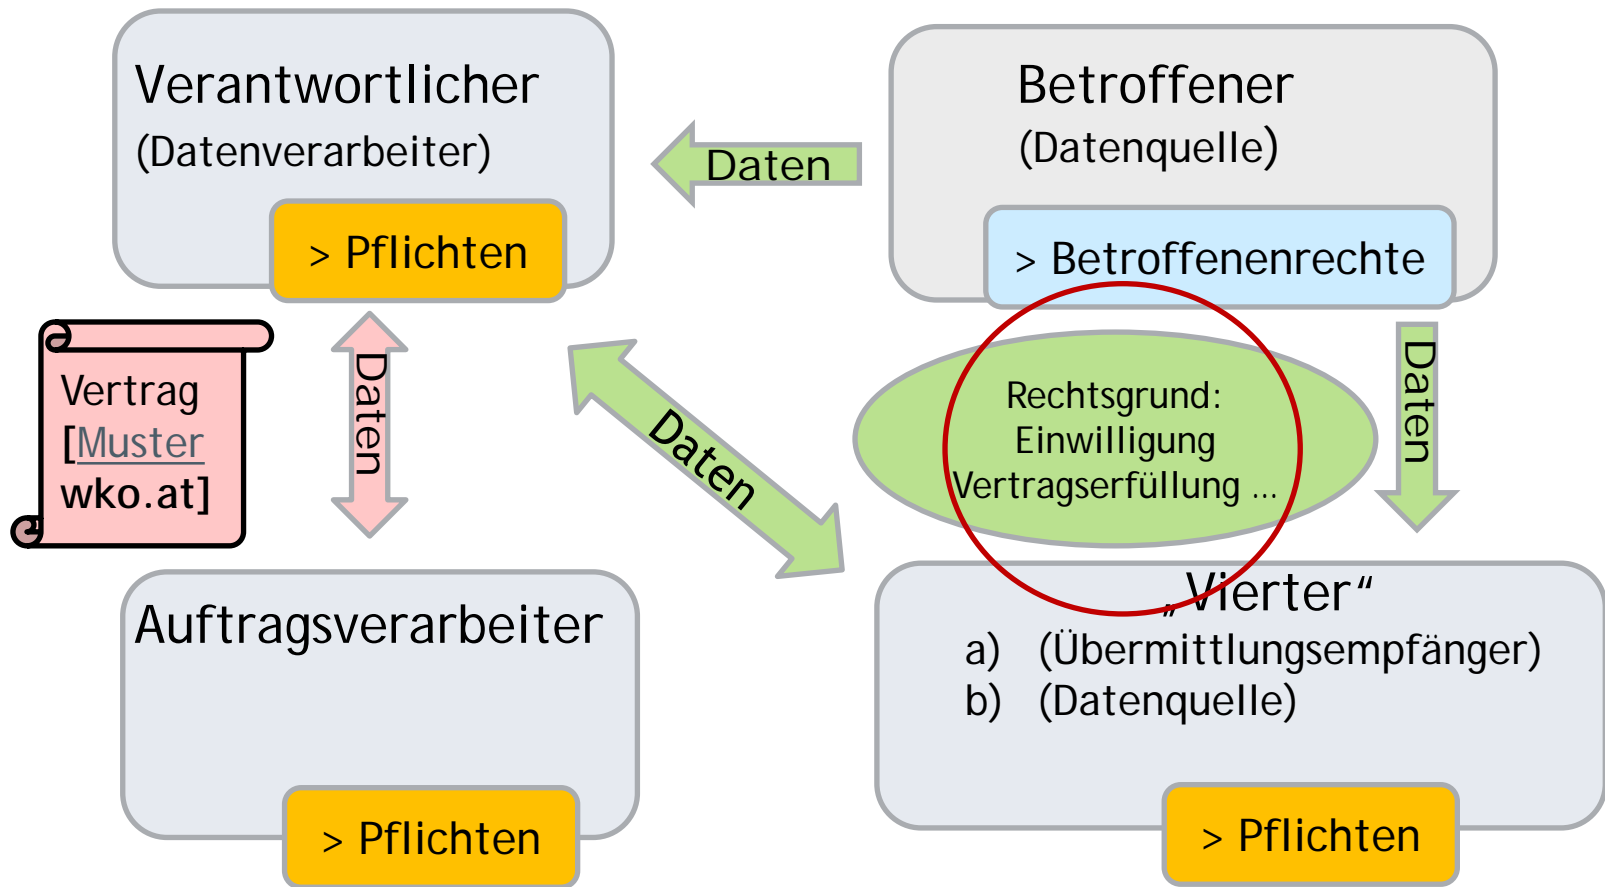 Verantwortlicher
(Datenverarbeiter)
> Pflichten
Daten
Betroffener
(Datenquelle)
> Betroffenenrechte
Vertrag
[Muster
wko.at]
Daten
Daten
Rechtsgrund:
Einwilligung
Vertragserfüllung ...
Daten
Auftragsverarbeiter
> Pflichten
„Vierter“
a) (Übermittlungsempfänger)
b) (Datenquelle)
> Pflichten